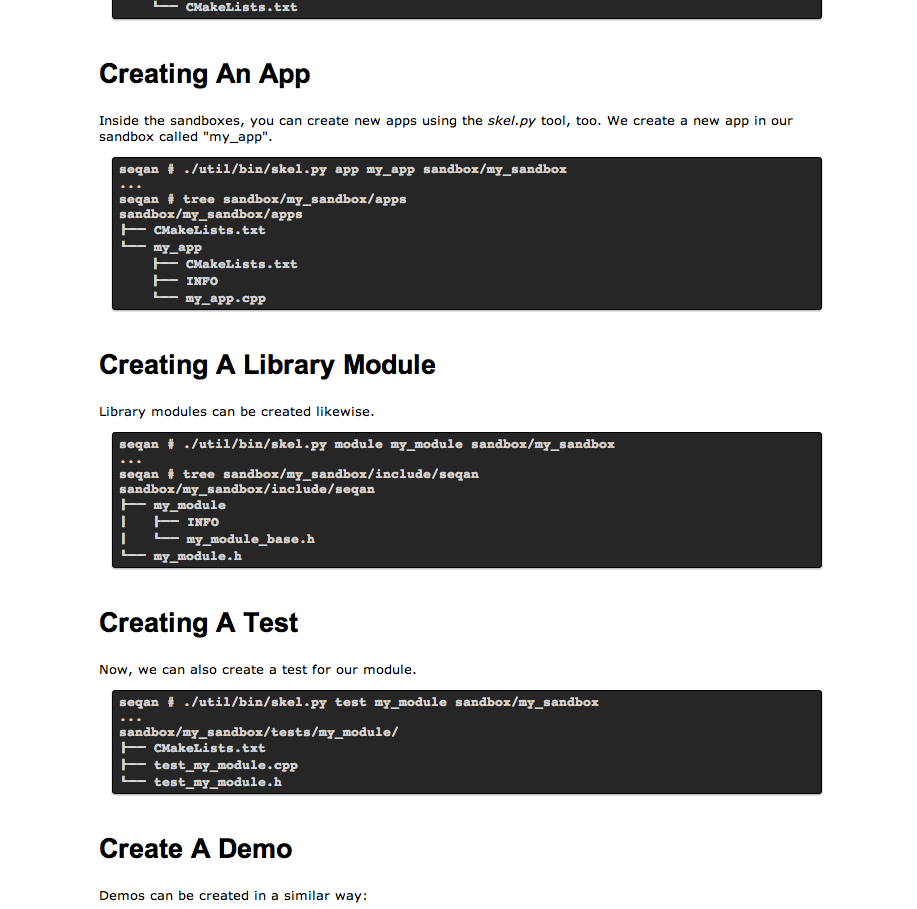 └── CMakeLists.txt
Creating An App
Inside the sandboxes, you can create new apps using the skel.py tool, too. We create a new app in our
sandbox called "my_app".
seqan # ./util/bin/skel.py app my_app sandbox/my_sandbox
...
seqan # tree sandbox/my_sandbox/apps
sandbox/my_sandbox/apps
├── CMakeLists.txt
└── my_app
    ├── CMakeLists.txt
    ├── INFO
    └── my_app.cpp
Creating A Library Module
Library modules can be created likewise.
seqan # ./util/bin/skel.py module my_module sandbox/my_sandbox
...
seqan # tree sandbox/my_sandbox/include/seqan
sandbox/my_sandbox/include/seqan
├── my_module
│   ├── INFO
│   └── my_module_base.h
└── my_module.h
Creating A Test
Now, we can also create a test for our module.
seqan # ./util/bin/skel.py test my_module sandbox/my_sandbox
...
sandbox/my_sandbox/tests/my_module/
├── CMakeLists.txt
├── test_my_module.cpp
└── test_my_module.h
Create A Demo
Demos can be created in a similar way: